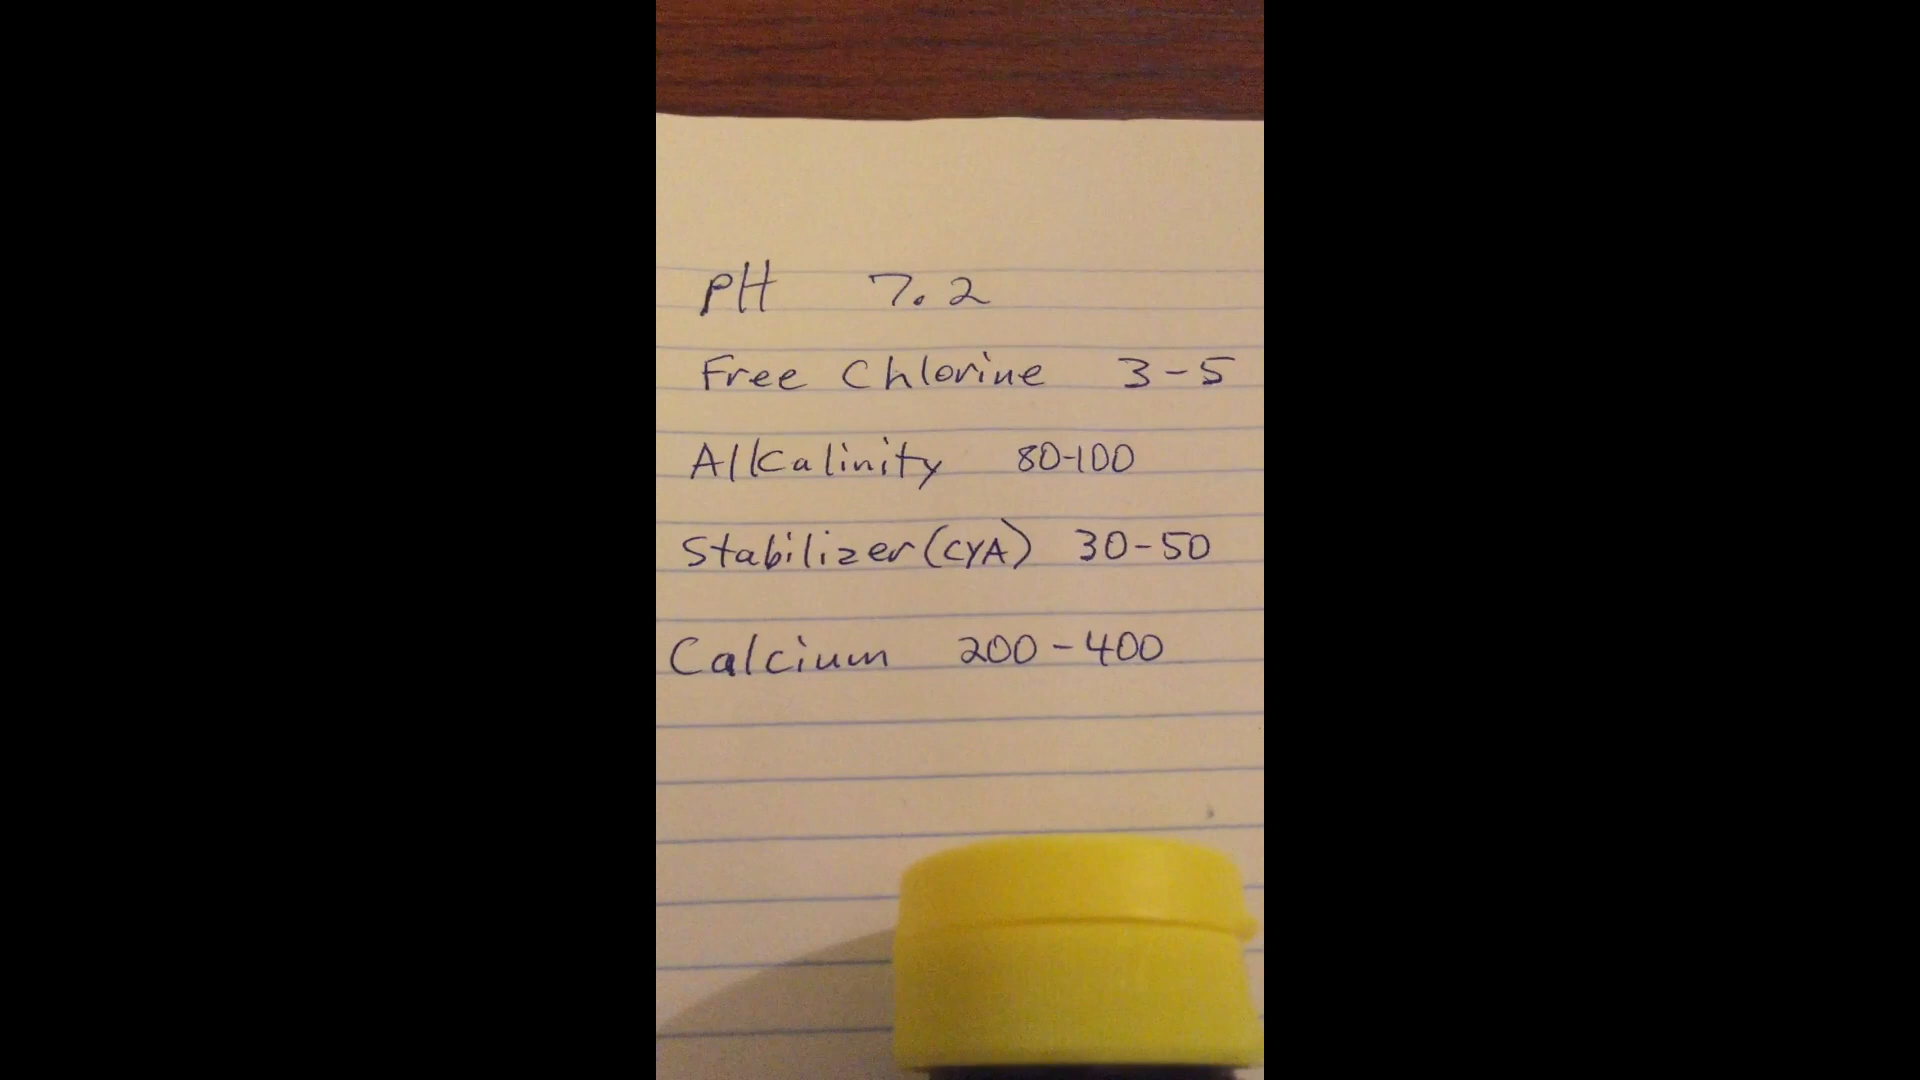 pH 7.2
Free Chlorine 3-5
Alkalinity 80-100
Stabilizer (CYA) 30-50
Calcium 200-400